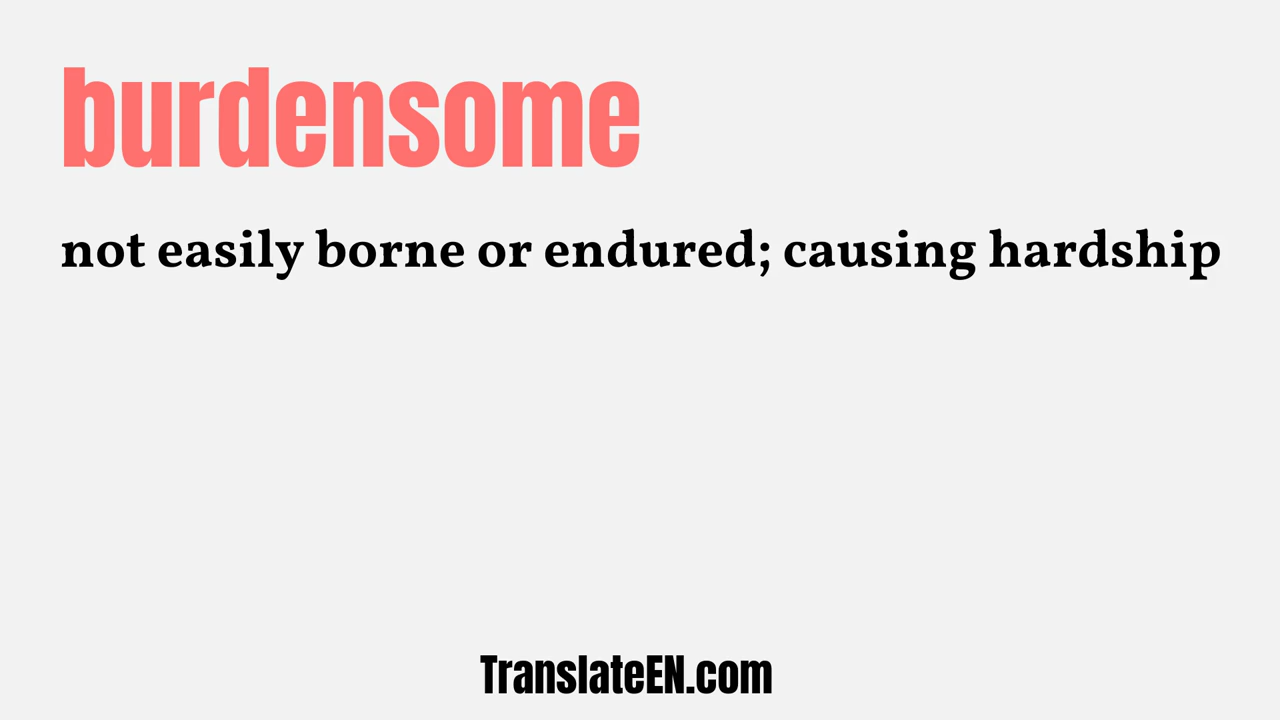 burdensome
not easily borne or endured; causing hardship
TranslateEN.com